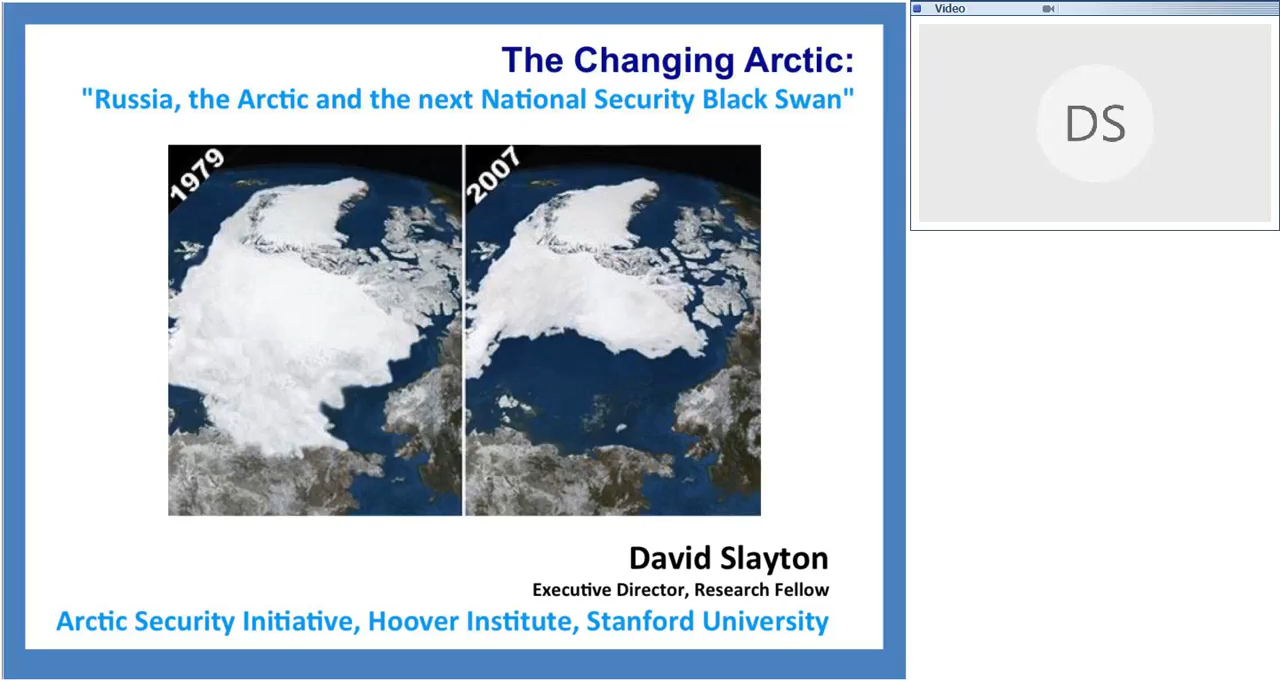 The Changing Arctic:
"Russia, the Arctic and the next National Security Black Swan"
1979
2007
David Slayton
Executive Director, Research Fellow
Arctic Security Initiative, Hoover Institute, Stanford University
Video
DS